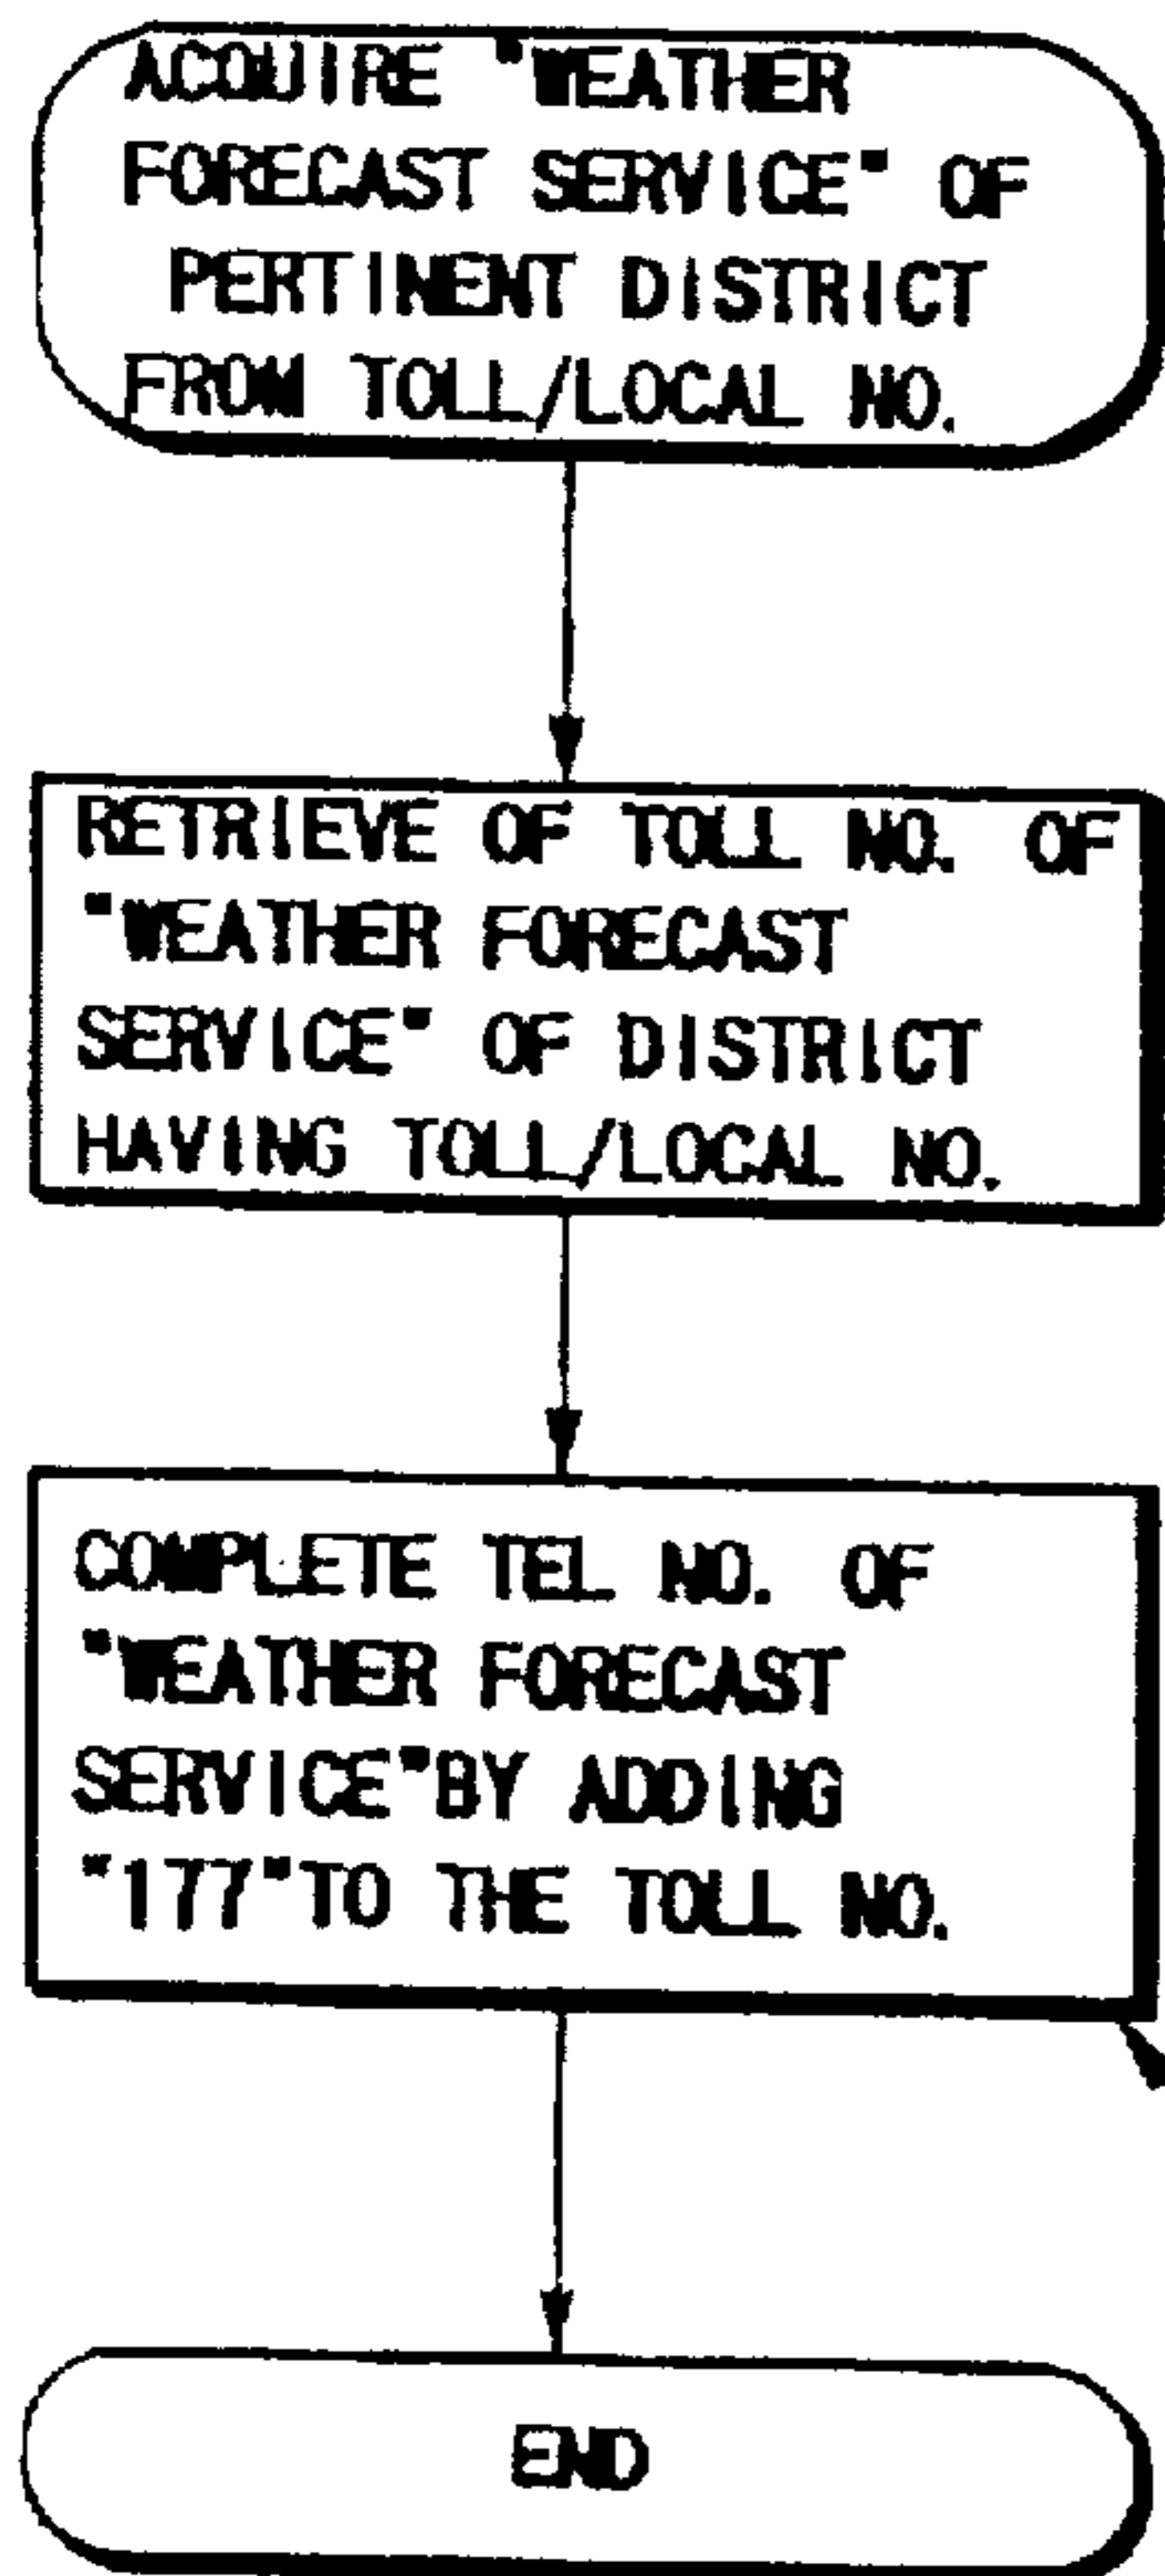 ACQUIRE "WEATHER
FORECAST SERVICE" OF
PERTINENT DISTRICT
FROM TOLL/LOCAL NO.
RETRIEVE OF TOLL NO. OF
"WEATHER FORECAST
SERVICE" OF DISTRICT
HAVING TOLL/LOCAL NO.
COMPLETE TEL NO. OF
"WEATHER FORECAST
SERVICE"BY ADDING
"177"TO THE TOLL NO.
END